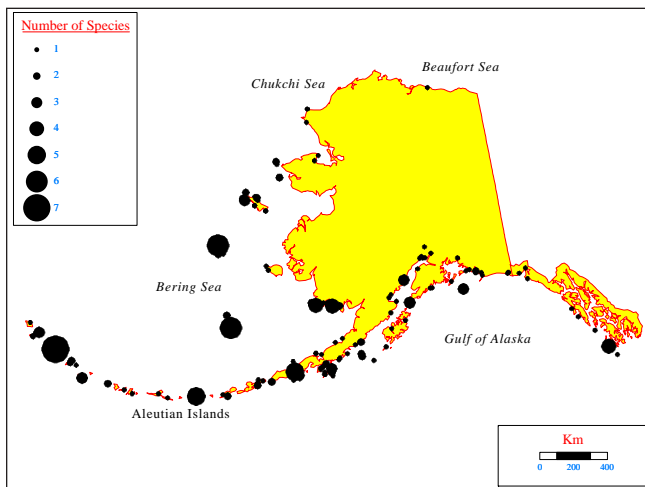 Number of Species
1
2
3
4
5
6
7
Beaufort Sea
Chukchi Sea
Bering Sea
Gulf of Alaska
Aleutian Islands
Km
0 200 400